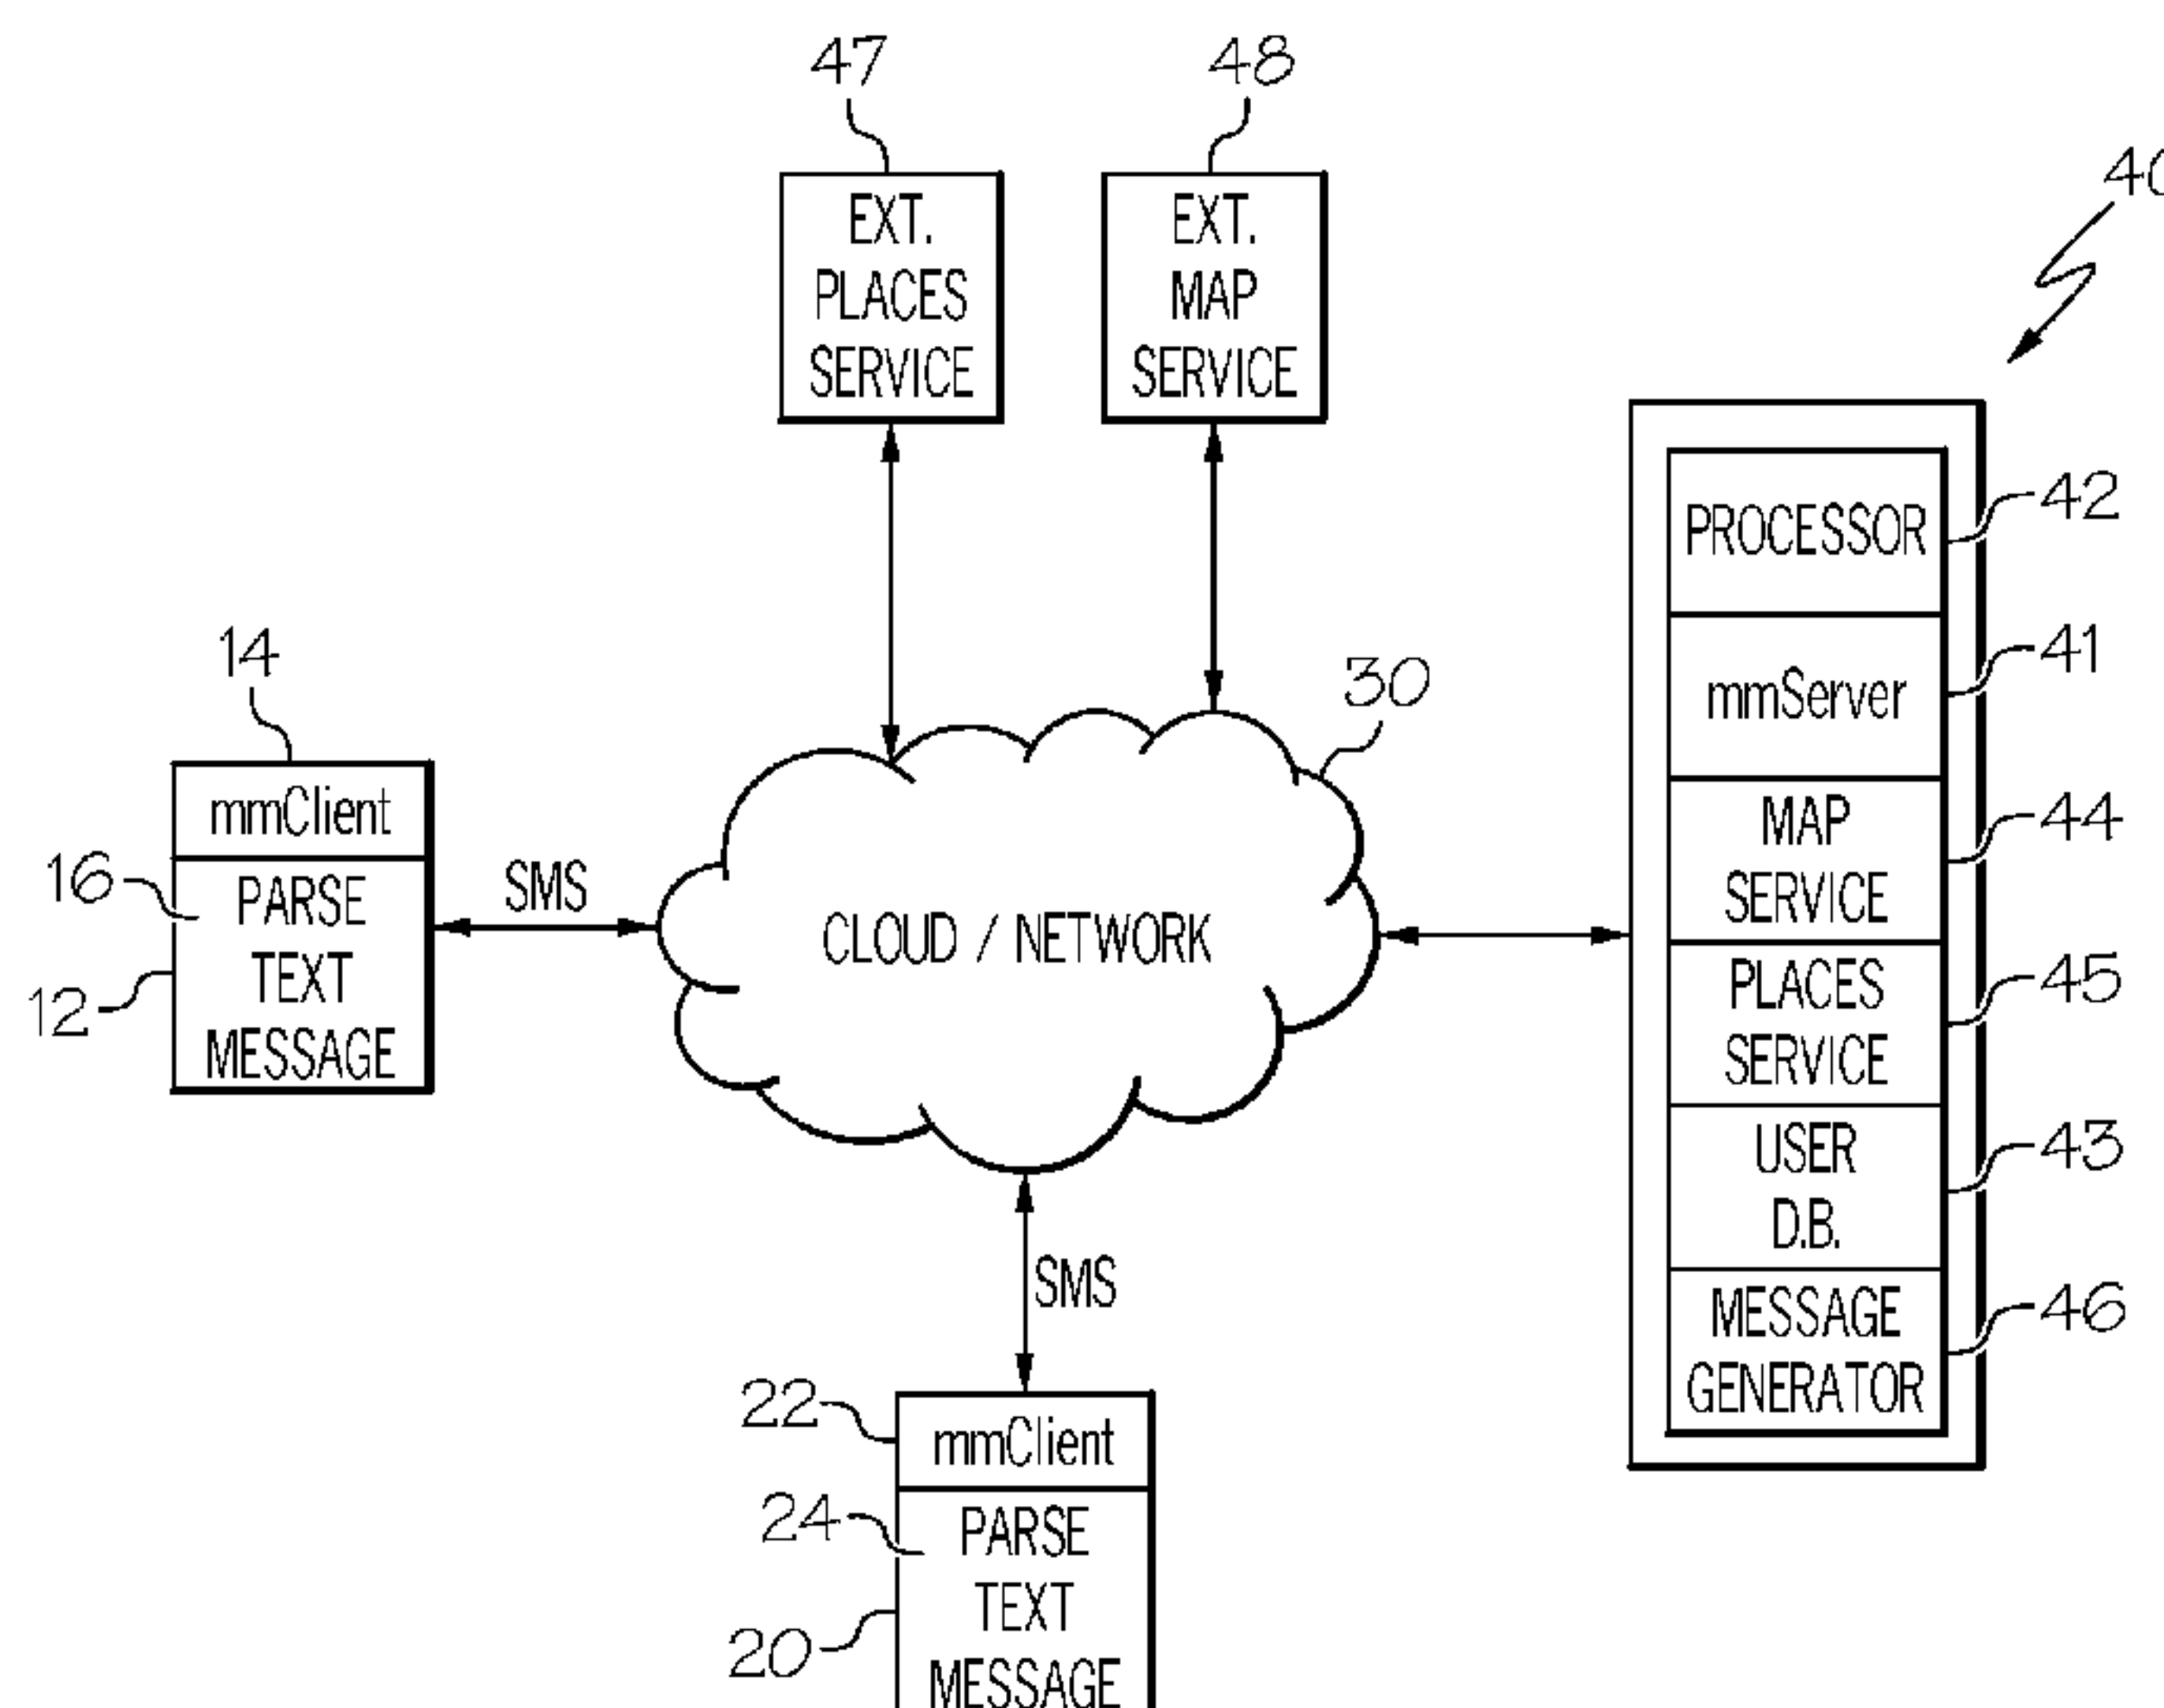 47
48
40
EXT.
PLACES
SERVICE
EXT.
MAP
SERVICE
PROCESSOR
42
mmServer
41
MAP
SERVICE
44
PLACES
SERVICE
45
USER
D.B.
43
MESSAGE
GENERATOR
46
14
mmClient
16
PARSE
TEXT
MESSAGE
12
SMS
30
CLOUD / NETWORK
SMS
22
mmClient
24
PARSE
TEXT
MESSAGE
20